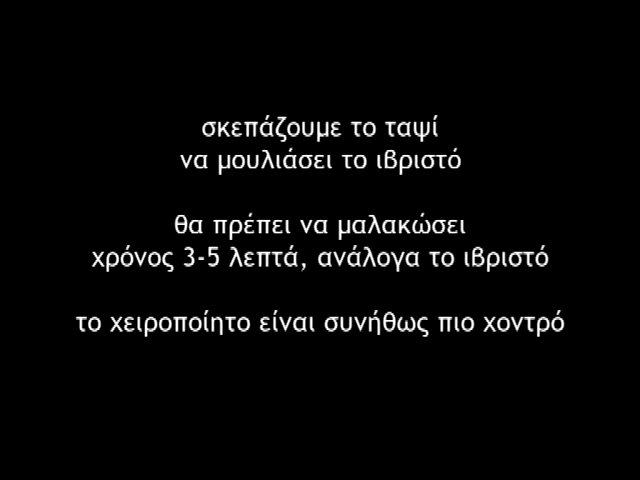 σκεπάζουμε το ταψί
να μουλιάσει το ιβριστό
θα πρέπει να μαλακώσει
χρόνος 3-5 λεπτά, ανάλογα το ιβριστό
το χειροποίητο είναι συνήθως πιο χοντρό